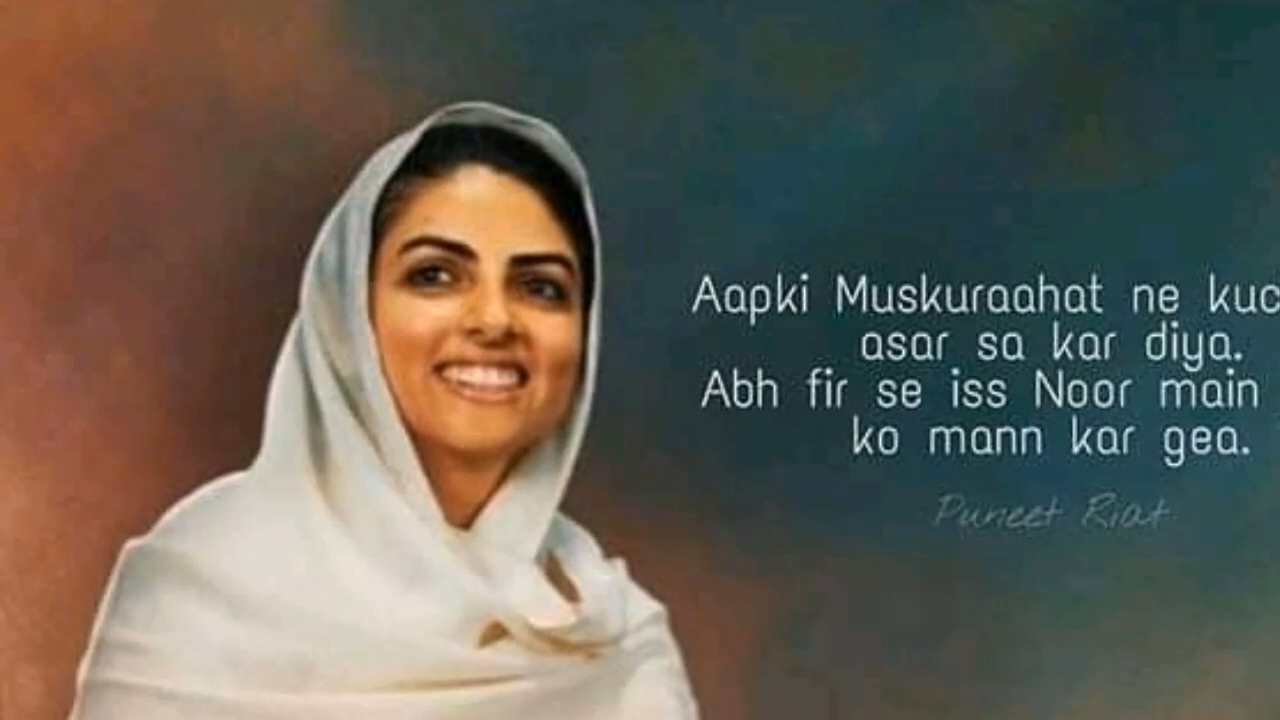 Aapki Muskuraahat ne kuc
asar sa kar diya.
Abh fir se iss Noor main
ko mann kar gea.
Puneet Riat